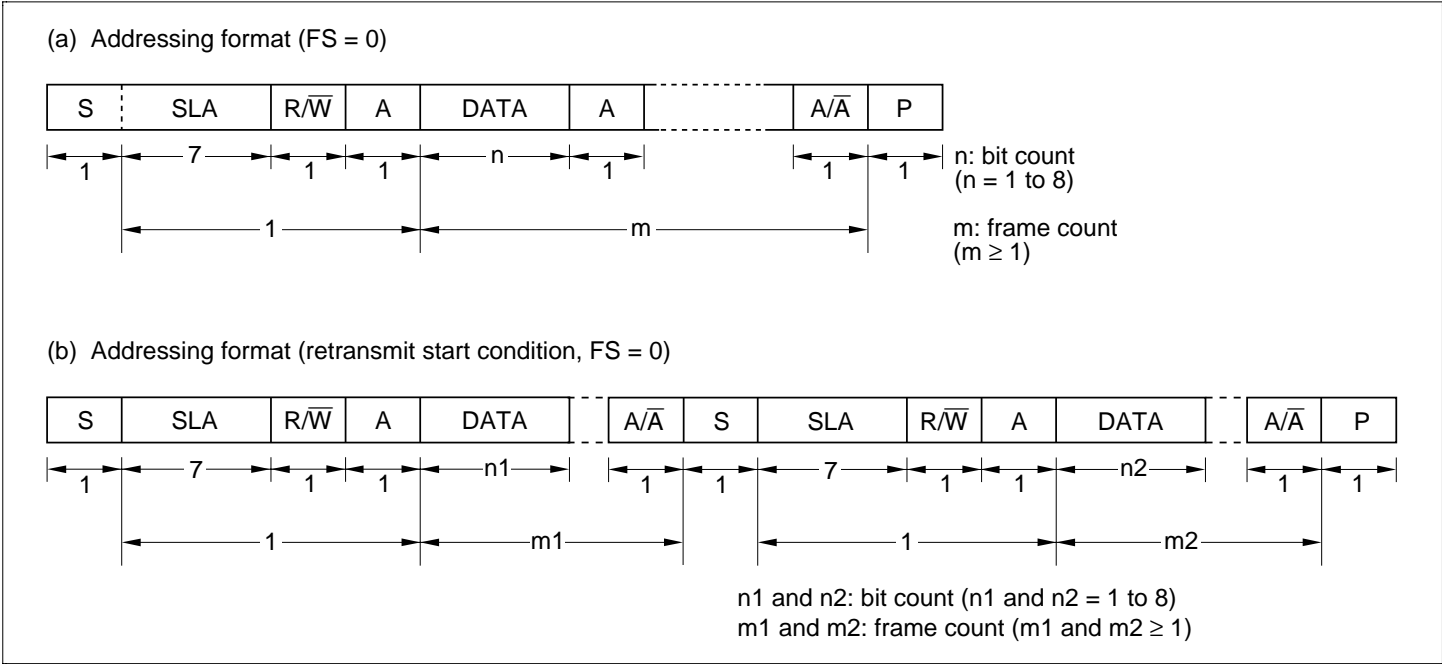 (a) Addressing format (FS = 0)
S SLA R/W̅ A DATA A A/A̅ P
1 7 1 1 n 1 1 1
n: bit count
(n = 1 to 8)
1 m
m: frame count
(m ≥ 1)
(b) Addressing format (retransmit start condition, FS = 0)
S SLA R/W̅ A DATA A/A̅ S SLA R/W̅ A DATA A/A̅ P
1 7 1 1 n1 1 1 7 1 1 n2 1 1
1 m1 1 m2
n1 and n2: bit count (n1 and n2 = 1 to 8)
m1 and m2: frame count (m1 and m2 ≥ 1)